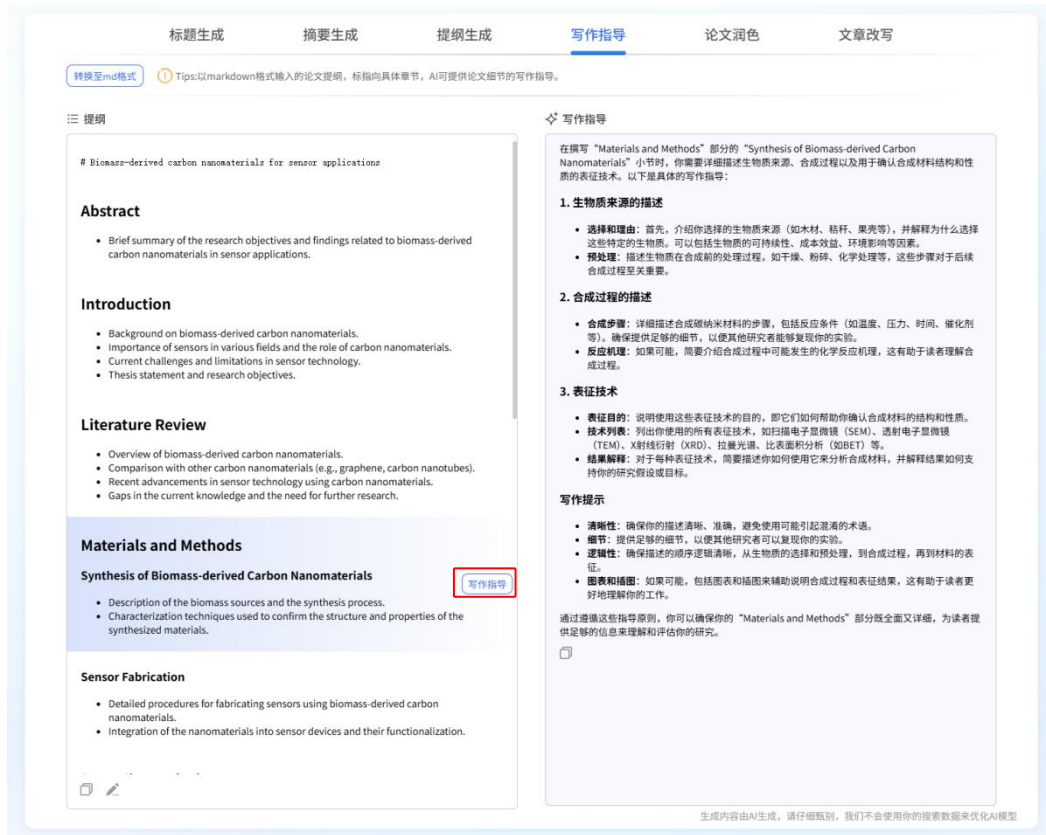 标题生成
摘要生成
提纲生成
写作指导
论文润色
文章改写
转换至md格式
Tips:以markdown格式输入的论文提纲，标指向具体章节，AI可提供论文细节的写作指导。
提纲
# Biomass-derived carbon nanomaterials for sensor applications
Abstract
• Brief summary of the research objectives and findings related to biomass-derived
carbon nanomaterials in sensor applications.
Introduction
• Background on biomass-derived carbon nanomaterials.
• Importance of sensors in various fields and the role of carbon nanomaterials.
• Current challenges and limitations in sensor technology.
• Thesis statement and research objectives.
Literature Review
• Overview of biomass-derived carbon nanomaterials.
• Comparison with other carbon nanomaterials (e.g., graphene, carbon nanotubes).
• Recent advancements in sensor technology using carbon nanomaterials.
• Gaps in the current knowledge and the need for further research.
Materials and Methods
Synthesis of Biomass-derived Carbon Nanomaterials
写作指导
• Description of the biomass sources and the synthesis process.
• Characterization techniques used to confirm the structure and properties of the
synthesized materials.
Sensor Fabrication
• Detailed procedures for fabricating sensors using biomass-derived carbon
nanomaterials.
• Integration of the nanomaterials into sensor devices and their functionalization.
写作指导
在撰写“Materials and Methods”部分的“Synthesis of Biomass-derived Carbon
Nanomaterials”小节时，你需要详细描述生物质来源、合成过程以及用于确认合成材料结构和性
质的表征技术。以下是具体的写作指导：
1. 生物质来源的描述
• 选择和理由：首先，介绍你选择的生物质来源（如木材、秸秆、果壳等），并解释为什么选择
这些特定的生物质。可以包括生物质的可持续性、成本效益、环境影响等因素。
• 预处理：描述生物质在合成前的处理过程，如干燥、粉碎、化学处理等，这些步骤对于后续
合成过程至关重要。
2. 合成过程的描述
• 合成步骤：详细描述合成碳纳米材料的步骤，包括反应条件（如温度、压力、时间、催化剂
等）。确保提供足够的细节，以便其他研究者能够复现你的实验。
• 反应机理：如果可能，简要介绍合成过程中可能发生的化学反应机理，这有助于读者理解合
成过程。
3. 表征技术
• 表征目的：说明使用这些表征技术的目的，即它们如何帮助你确认合成材料的结构和性质。
• 技术列表：列出你使用的所有表征技术，如扫描电子显微镜（SEM）、透射电子显微镜
（TEM）、X射线衍射（XRD）、拉曼光谱、比表面积分析（如BET）等。
• 结果解释：对于每种表征技术，简要描述你如何使用它来分析合成材料，并解释结果如何支
持你的研究假设或目标。
写作提示
• 清晰性：确保你的描述清晰、准确，避免使用可能引起混淆的术语。
• 细节：提供足够的细节，以便其他研究者可以复现你的实验。
• 逻辑性：确保描述的顺序逻辑清晰，从生物质的选择和预处理，到合成过程，再到材料的表
征。
• 图表和插图：如果可能，包括图表和插图来辅助说明合成过程和表征结果，这有助于读者更
好地理解你的工作。
通过遵循这些指导原则，你可以确保你的“Materials and Methods”部分既全面又详细，为读者提
供足够的信息来理解和评估你的研究。
生成内容由AI生成，请仔细甄别，我们不会使用你的搜索数据来优化AI模型